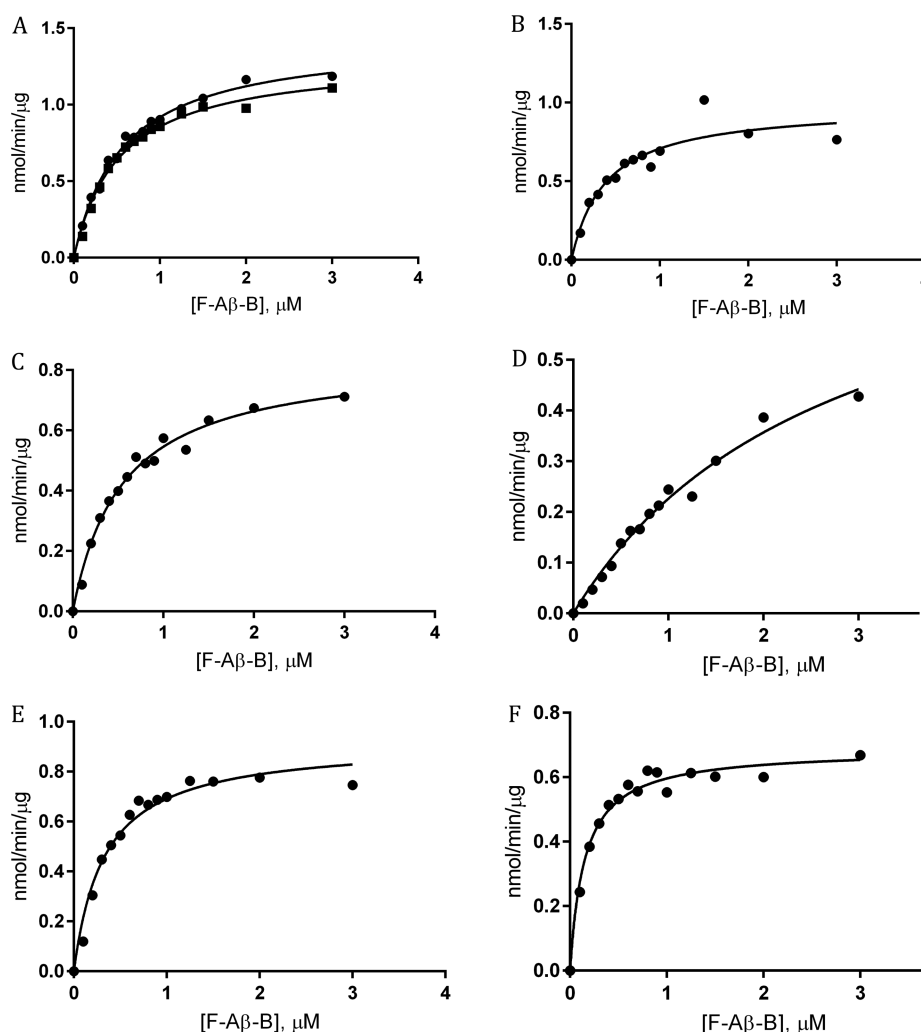 A
nmol/min/µg
1.5
1.0
0.5
0.0
0 1 2 3 4
[F-Aβ-B], µM
B
nmol/min/µg
1.5
1.0
0.5
0.0
0 1 2 3
[F-Aβ-B], µM
C
nmol/min/µg
0.8
0.6
0.4
0.2
0.0
0 1 2 3 4
[F-Aβ-B], µM
D
nmol/min/µg
0.5
0.4
0.3
0.2
0.1
0.0
0 1 2 3
[F-Aβ-B], µM
E
nmol/min/µg
1.0
0.8
0.6
0.4
0.2
0.0
0 1 2 3 4
[F-Aβ-B], µM
F
nmol/min/µg
0.8
0.6
0.4
0.2
0.0
0 1 2 3
[F-Aβ-B], µM